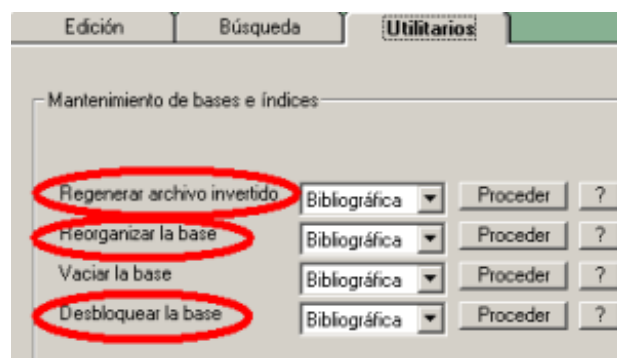 Edición Búsqueda Utilitarios
Mantenimiento de bases e índices
Regenerar archivo invertido Bibliográfica Proceder ?
Reorganizar la base Bibliográfica Proceder ?
Vaciar la base Bibliográfica Proceder ?
Desbloquear la base Bibliográfica Proceder ?